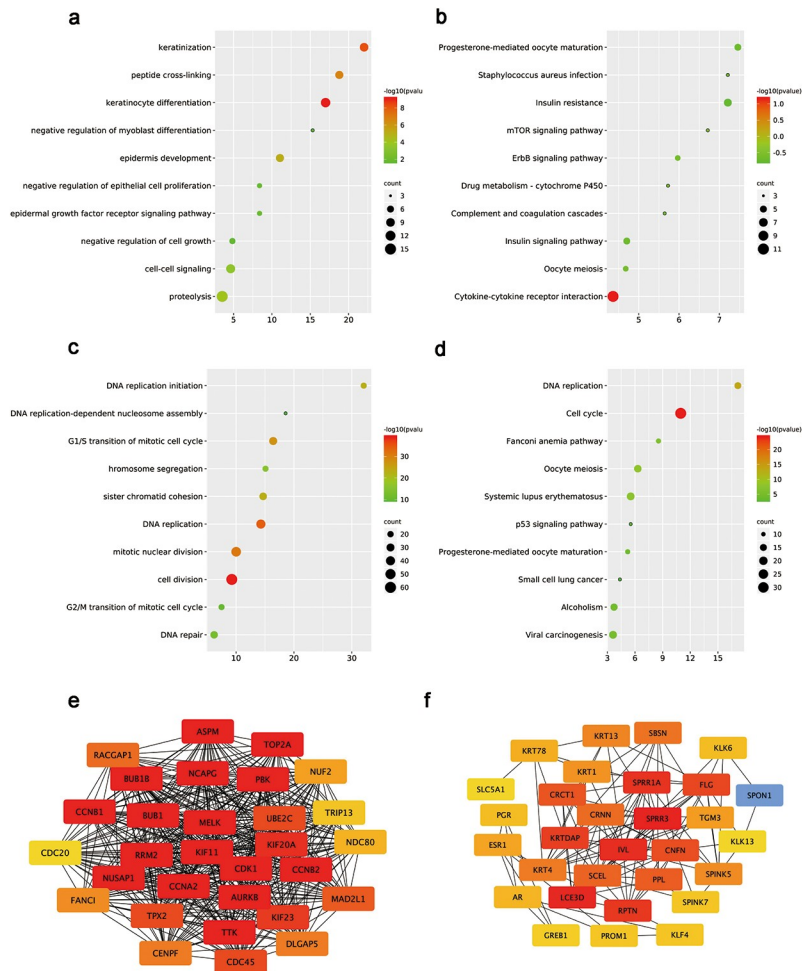 a
keratinization
peptide cross-linking
keratinocyte differentiation
negative regulation of myoblast differentiation
epidermis development
negative regulation of epithelial cell proliferation
epidermal growth factor receptor signaling pathway
negative regulation of cell growth
cell-cell signaling
proteolysis
5 10 15 20
-log10(pvalu
8
6
4
2
count
3
6
9
12
15
b
Progesterone-mediated oocyte maturation
Staphylococcus aureus infection
Insulin resistance
mTOR signaling pathway
ErbB signaling pathway
Drug metabolism - cytochrome P450
Complement and coagulation cascades
Insulin signaling pathway
Oocyte meiosis
Cytokine-cytokine receptor interaction
5 6 7
-log10(pvalue)
1.0
0.5
0.0
-0.5
count
3
5
7
9
11
c
DNA replication initiation
DNA replication-dependent nucleosome assembly
G1/S transition of mitotic cell cycle
hromosome segregation
sister chromatid cohesion
DNA replication
mitotic nuclear division
cell division
G2/M transition of mitotic cell cycle
DNA repair
10 20 30
-log10(pvalu
30
20
10
count
20
30
40
50
60
d
DNA replication
Cell cycle
Fanconi anemia pathway
Oocyte meiosis
Systemic lupus erythematosus
p53 signaling pathway
Progesterone-mediated oocyte maturation
Small cell lung cancer
Alcoholism
Viral carcinogenesis
3 6 9 12 15
-log10(pvalue)
20
15
10
5
count
10
15
20
25
30
e
ASPM
TOP2A
RACGAP1
BUB1B
NCAPG
PBK
NUF2
CCNB1
BUB1
MELK
UBE2C
TRIP13
CDC20
RRM2
KIF11
KIF20A
NDC80
NUSAP1
CCNA2
CDK1
CCNB2
FANCI
TPX2
AURKB
KIF23
MAD2L1
CENPF
TTK
CDC45
DLGAP5
f
KRT78
KRT13
SBSN
KLK6
SLC5A1
KRT1
SPRR1A
FLG
SPON1
CRCT1
PGR
CRNN
SPRR3
TGM3
ESR1
KRTDAP
IVL
CNFN
KLK13
KRT4
SCEL
PPL
SPINK5
AR
LCE3D
RPTN
SPINK7
GREB1
PROM1
KLF4